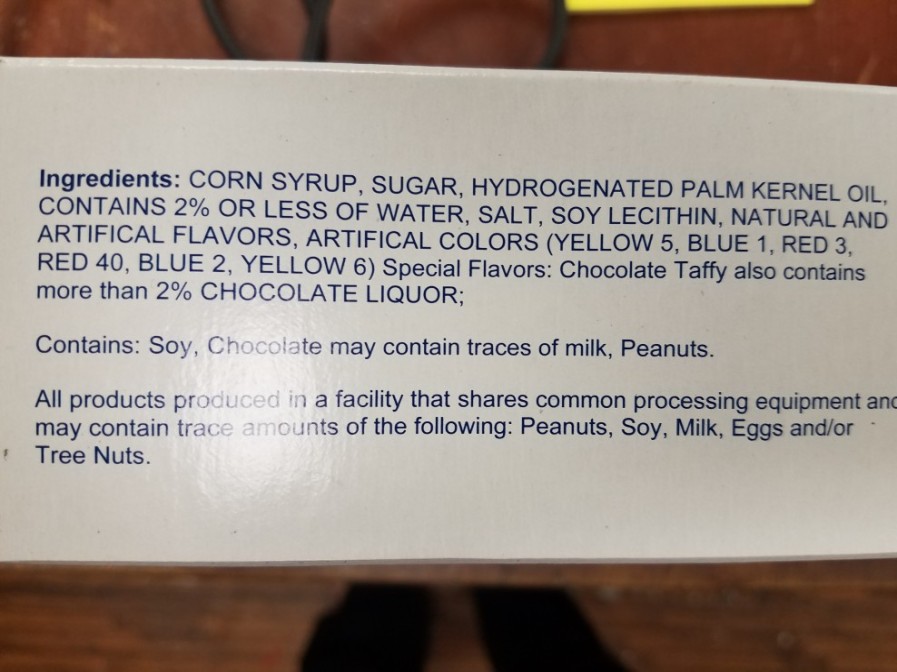 Ingredients: CORN SYRUP, SUGAR, HYDROGENATED PALM KERNEL OIL,
CONTAINS 2% OR LESS OF WATER, SALT, SOY LECITHIN, NATURAL AND
ARTIFICAL FLAVORS, ARTIFICAL COLORS (YELLOW 5, BLUE 1, RED 3,
RED 40, BLUE 2, YELLOW 6) Special Flavors: Chocolate Taffy also contains
more than 2% CHOCOLATE LIQUOR;
Contains: Soy, Chocolate may contain traces of milk, Peanuts.
All products produced in a facility that shares common processing equipment and
may contain trace amounts of the following: Peanuts, Soy, Milk, Eggs and/or
Tree Nuts.